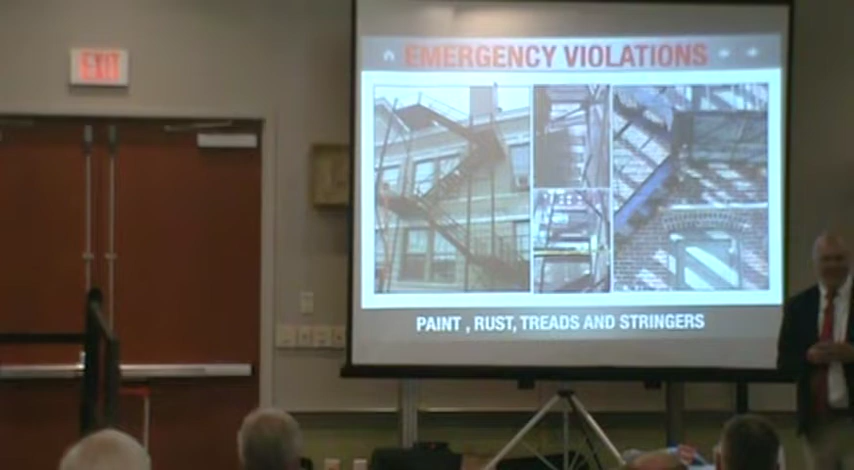 EXIT
EMERGENCY VIOLATIONS
PAINT , RUST, TREADS AND STRINGERS